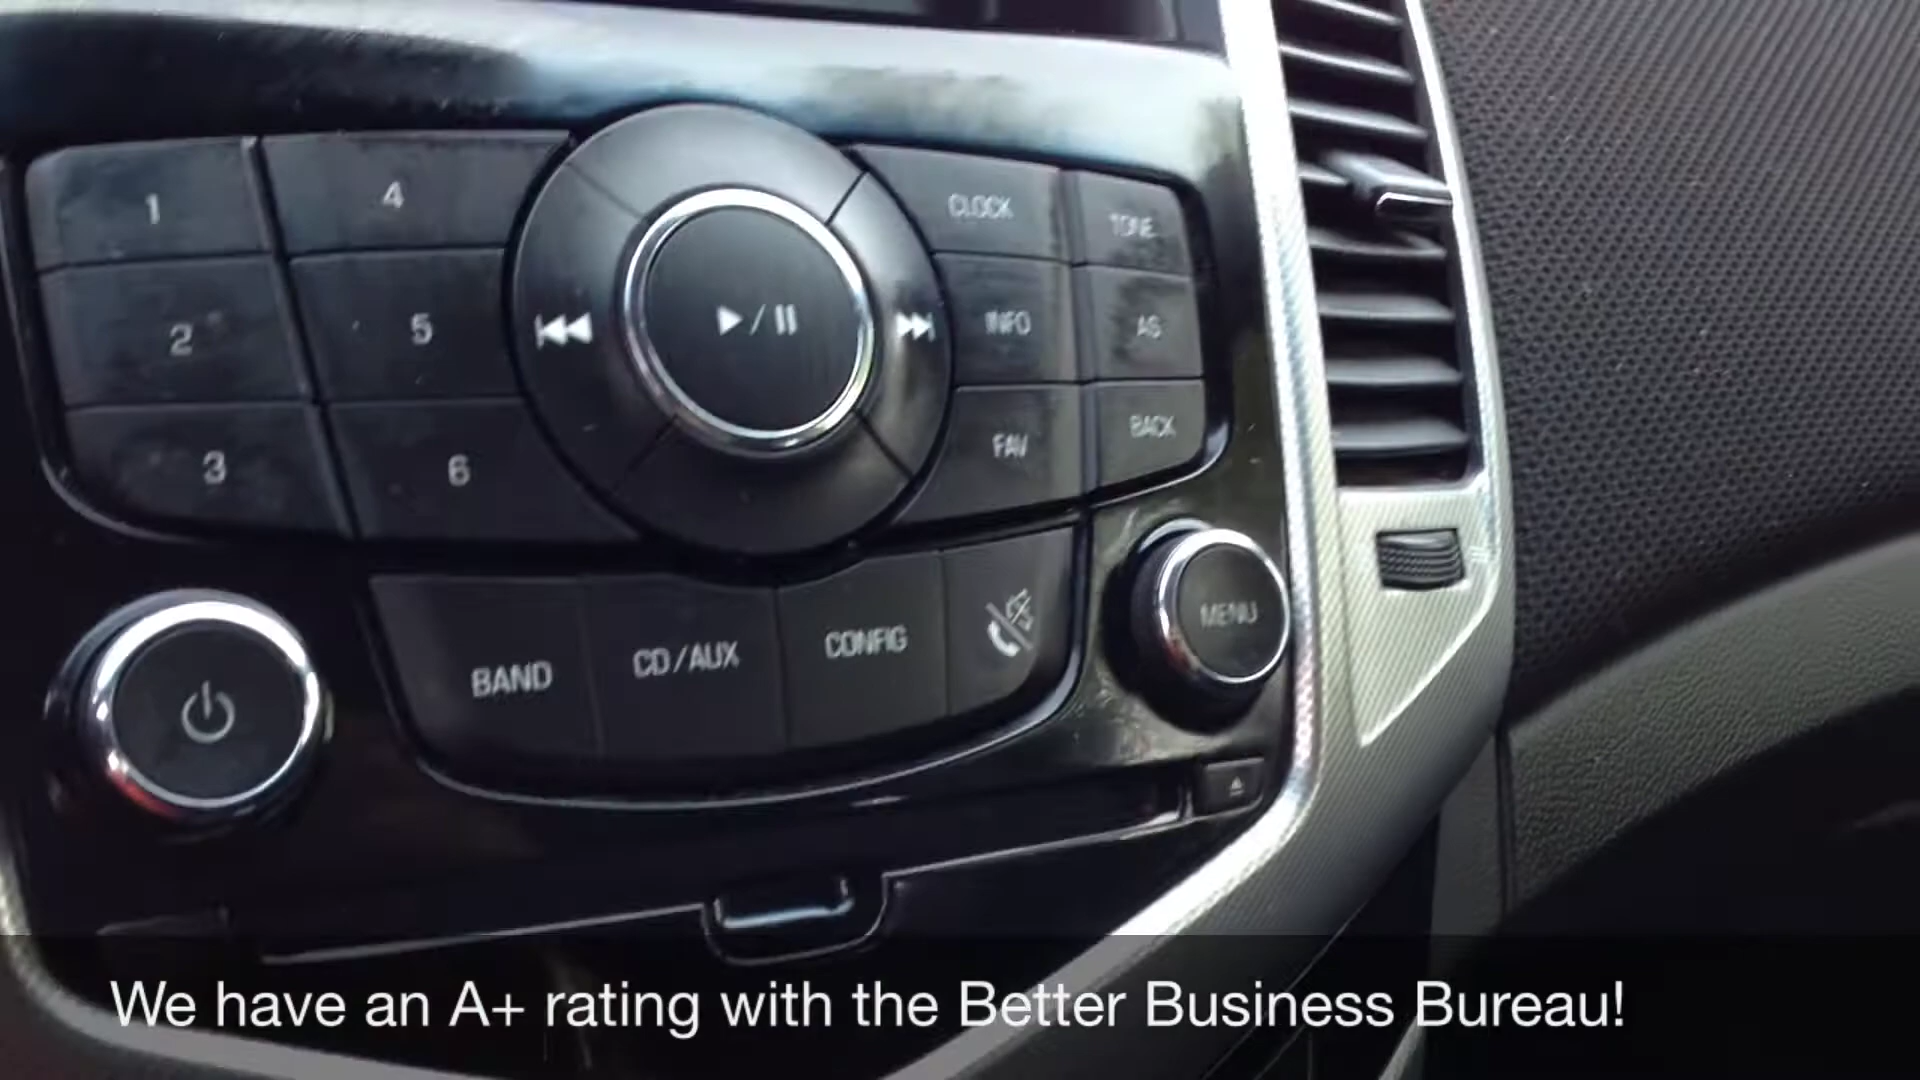 1
4
CLOCK
TONE
2
5
INFO
AS
3
6
FAV
BACK
BAND
CD/AUX
CONFIG
MENU
We have an A+ rating with the Better Business Bureau!